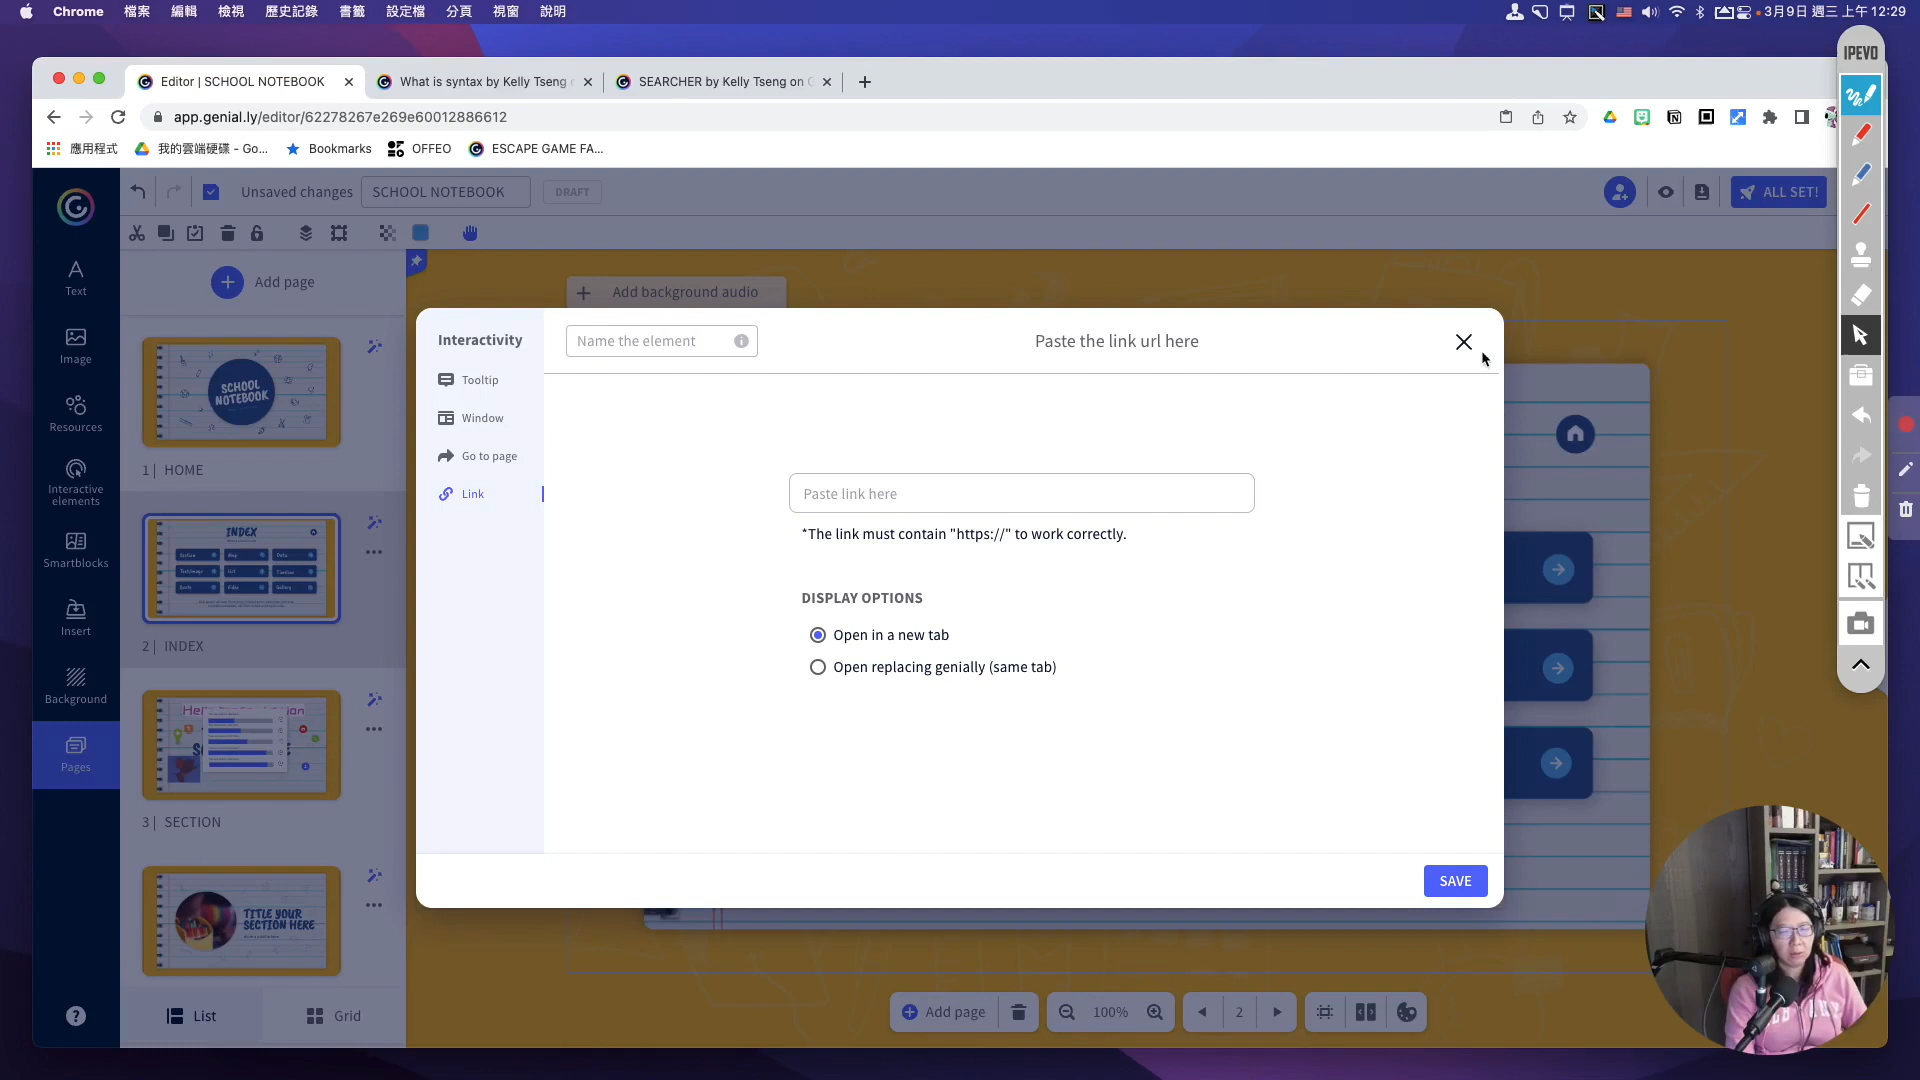 Chrome 檔案 編輯 檢視 歷史記錄 書籤 設定檔 分頁 視窗 說明 3月9日 週三 上午 12:29
IPEVO
Editor | SCHOOL NOTEBOOK What is syntax by Kelly Tseng SEARCHER by Kelly Tseng on G
app.genial.ly/editor/62278267e269e60012886612
應用程式 我的雲端硬碟 - Go... Bookmarks OFFEO ESCAPE GAME FA...
Unsaved changes SCHOOL NOTEBOOK DRAFT ALL SET!
Text
Image
Resources
Interactive
elements
Smartblocks
Insert
Background
Pages
Add page
SCHOOL
NOTEBOOK
1 | HOME
INDEX
2 | INDEX
3 | SECTION
TITLE YOUR
SECTION HERE
List Grid
Add background audio
Interactivity
Tooltip
Window
Go to page
Link
Name the element
Paste the link url here
Paste link here
*The link must contain "https://" to work correctly.
DISPLAY OPTIONS
Open in a new tab
Open replacing genially (same tab)
SAVE
Add page 100% 2